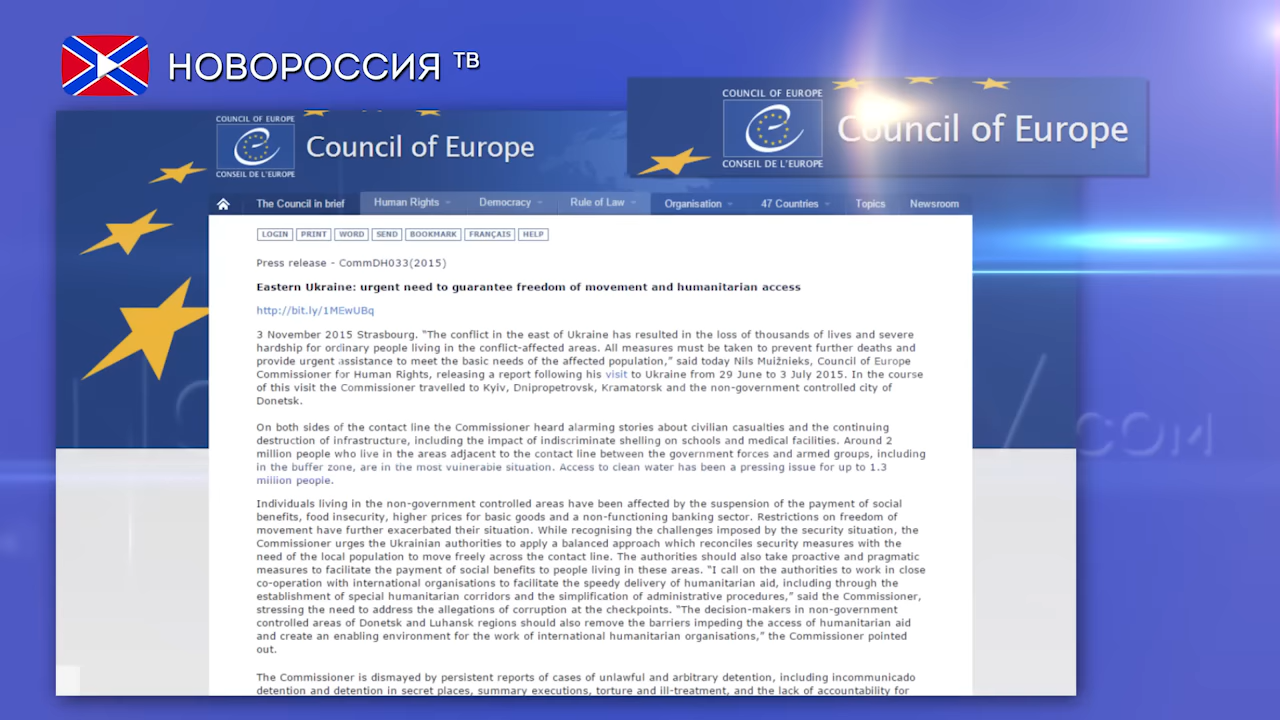 НОВОРОССИЯ ТВ
COUNCIL OF EUROPE
Council of Europe
CONSEIL DE L'EUROPE
COUNCIL OF EUROPE
Council of Europe
CONSEIL DE L'EUROPE
The Council in brief Human Rights Democracy Rule of Law Organisation 47 Countries Topics Newsroom
LOGIN PRINT WORD SEND BOOKMARK FRANÇAIS HELP
Press release - CommDH033(2015)
Eastern Ukraine: urgent need to guarantee freedom of movement and humanitarian access
http://bit.ly/1MEwUBq
3 November 2015 Strasbourg. "The conflict in the east of Ukraine has resulted in the loss of thousands of lives and severe
hardship for ordinary people living in the conflict-affected areas. All measures must be taken to prevent further deaths and
provide urgent assistance to meet the basic needs of the affected population," said today Nils Muižnieks, Council of Europe
Commissioner for Human Rights, releasing a report following his visit to Ukraine from 29 June to 3 July 2015. In the course
of this visit the Commissioner travelled to Kyiv, Dnipropetrovsk, Kramatorsk and the non-government controlled city of
Donetsk.
On both sides of the contact line the Commissioner heard alarming stories about civilian casualties and the continuing
destruction of infrastructure, including the impact of indiscriminate shelling on schools and medical facilities. Around 2
million people who live in the areas adjacent to the contact line between the government forces and armed groups, including
in the buffer zone, are in the most vulnerable situation. Access to clean water has been a pressing issue for up to 1.3
million people.
Individuals living in the non-government controlled areas have been affected by the suspension of the payment of social
benefits, food insecurity, higher prices for basic goods and a non-functioning banking sector. Restrictions on freedom of
movement have further exacerbated their situation. While recognising the challenges imposed by the security situation, the
Commissioner urges the Ukrainian authorities to apply a balanced approach which reconciles security measures with the
need of the local population to move freely across the contact line. The authorities should also take proactive and pragmatic
measures to facilitate the payment of social benefits to people living in these areas. "I call on the authorities to work in close
co-operation with international organisations to facilitate the speedy delivery of humanitarian aid, including through the
establishment of special humanitarian corridors and the simplification of administrative procedures," said the Commissioner,
stressing the need to address the allegations of corruption at the checkpoints. "The decision-makers in non-government
controlled areas of Donetsk and Luhansk regions should also remove the barriers impeding the access of humanitarian aid
and create an enabling environment for the work of international humanitarian organisations," the Commissioner pointed
out.
The Commissioner is dismayed by persistent reports of cases of unlawful and arbitrary detention, including incommunicado
detention and detention in secret places, summary executions, torture and ill-treatment, and the lack of accountability for
.COM